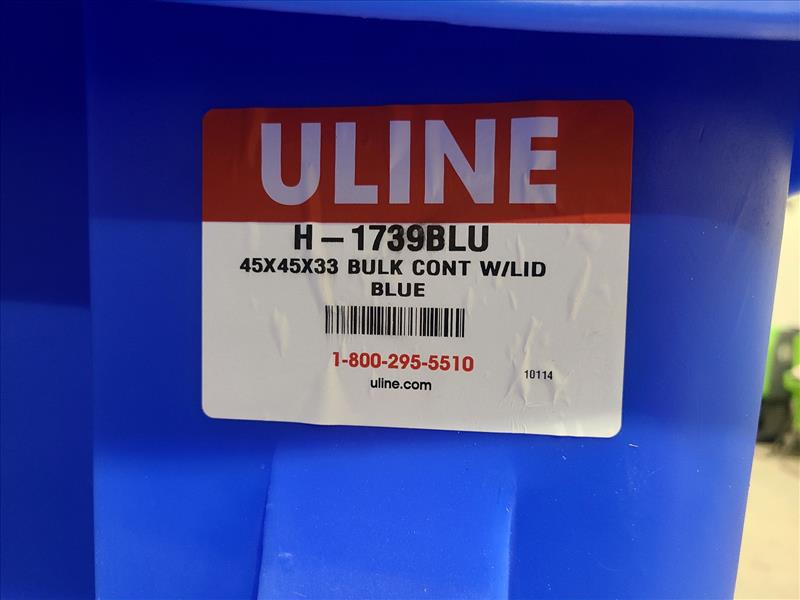 ULINE
H-1739BLU
45X45X33 BULK CONT W/LID
BLUE
1-800-295-5510
uline.com
10114